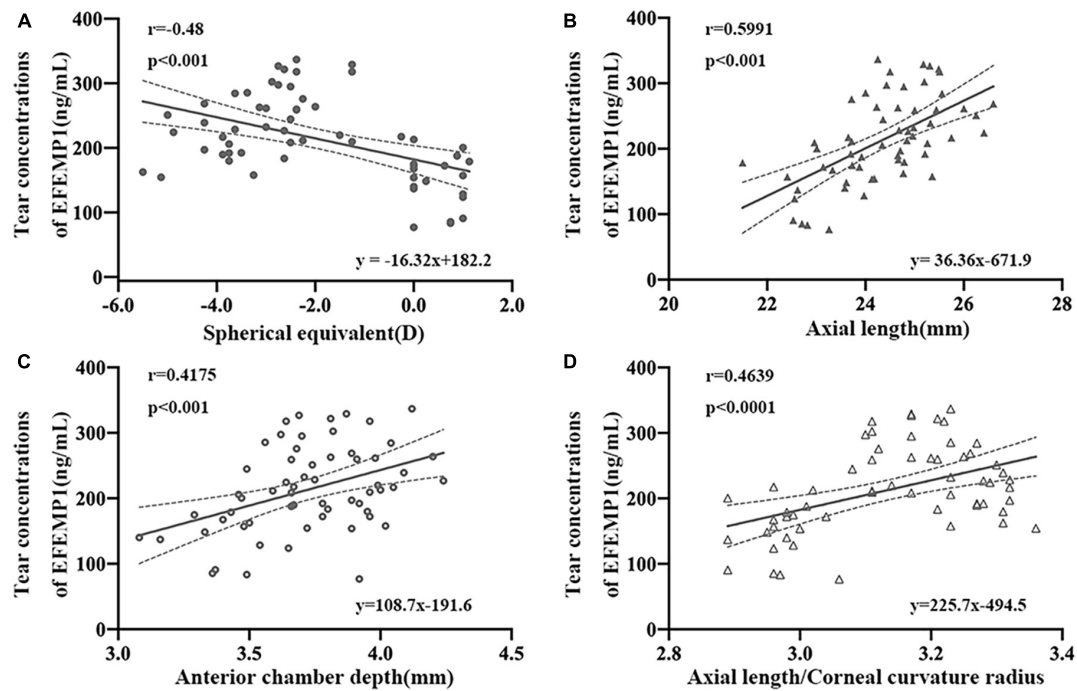 A
Tear concentrations
of EFEMP1(ng/mL)
400
300
200
100
0
r=-0.48
p<0.001
y = -16.32x+182.2
-6.0 -4.0 -2.0 0.0 2.0
Spherical equivalent(D)
B
Tear concentrations
of EFEMP1(ng/mL)
400
300
200
100
0
r=0.5991
p<0.001
y= 36.36x-671.9
20 22 24 26 28
Axial length(mm)
C
Tear concentrations
of EFEMP1(ng/mL)
400
300
200
100
0
r=0.4175
p<0.001
y=108.7x-191.6
3.0 3.5 4.0 4.5
Anterior chamber depth(mm)
D
Tear concentrations
of EFEMP1(ng/mL)
400
300
200
100
0
r=0.4639
p<0.0001
y=225.7x-494.5
2.8 3.0 3.2 3.4
Axial length/Corneal curvature radius